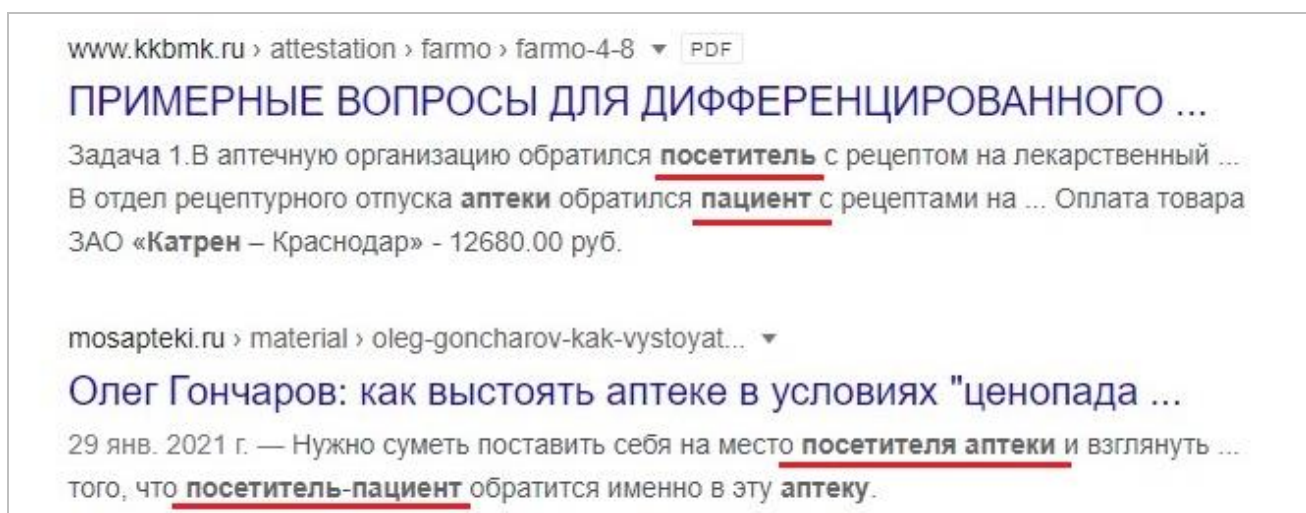 www.kkbmk.ru › attestation › farmo › farmo-4-8 ▼ PDF
ПРИМЕРНЫЕ ВОПРОСЫ ДЛЯ ДИФФЕРЕНЦИРОВАННОГО ...
Задача 1.В аптечную организацию обратился посетитель с рецептом на лекарственный ...
В отдел рецептурного отпуска аптеки обратился пациент с рецептами на ... Оплата товара
ЗАО «Катрен – Краснодар» - 12680.00 руб.
mosapteki.ru › material › oleg-goncharov-kak-vystoyat... ▼
Олег Гончаров: как выстоять аптеке в условиях "ценопада ...
29 янв. 2021 г. — Нужно суметь поставить себя на место посетителя аптеки и взглянуть ...
того, что посетитель-пациент обратится именно в эту аптеку.